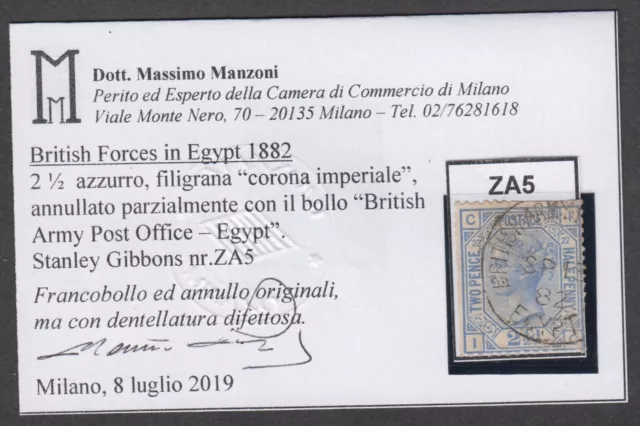 Dott. Massimo Manzoni
Perito ed Esperto della Camera di Commercio di Milano
Viale Monte Nero, 70 – 20135 Milano – Tel. 02/76281618
British Forces in Egypt 1882
2 ½ azzurro, filigrana “corona imperiale”,
annullato parzialmente con il bollo “British
Army Post Office – Egypt”.
Stanley Gibbons nr.ZA5
Francobollo ed annullo originali,
ma con dentellatura difettosa.
Milano, 8 luglio 2019
ZA5
C
POSTAGE
TWO PENCE
HALFPENNY
I
BRITISH